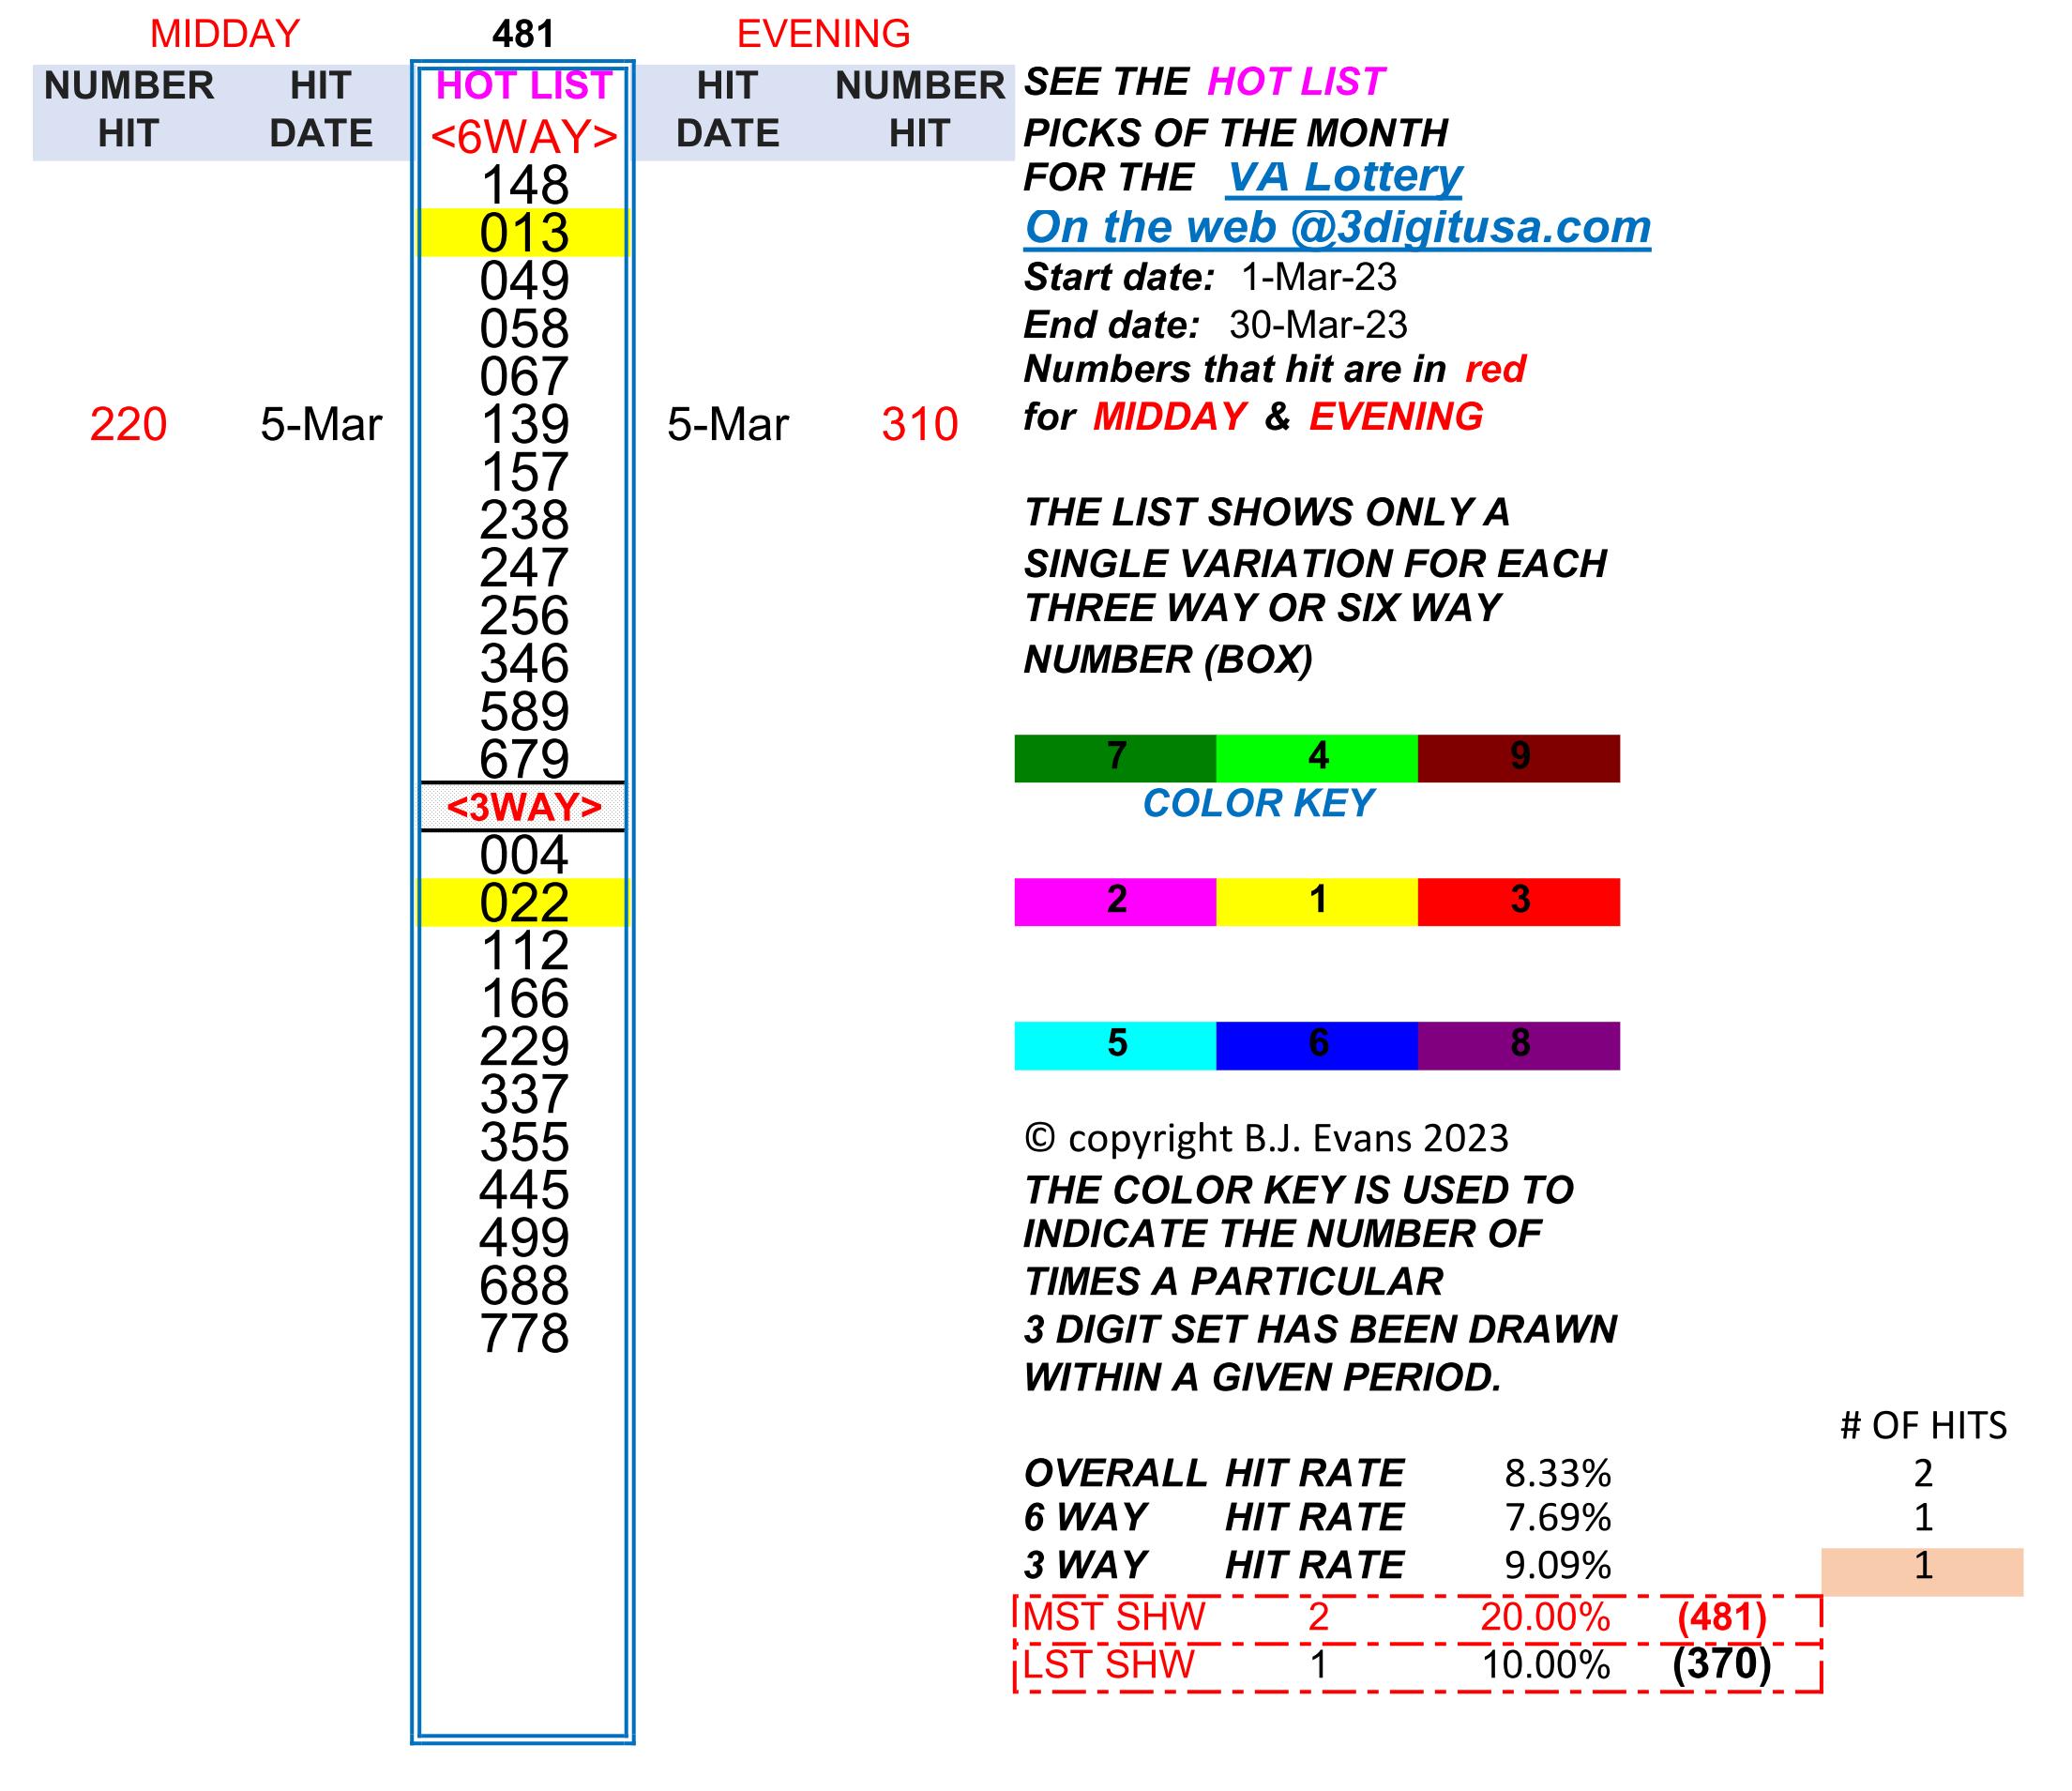 MIDDAY 481 EVENING
NUMBER HIT HOT LIST HIT NUMBER SEE THE HOT LIST
HIT DATE <6WAY> DATE HIT PICKS OF THE MONTH
148 FOR THE VA Lottery
013 On the web @3digitusa.com
049 Start date: 1-Mar-23
058 End date: 30-Mar-23
067 Numbers that hit are in red
220 5-Mar 139 5-Mar 310 for MIDDAY & EVENING
157
238 THE LIST SHOWS ONLY A
247 SINGLE VARIATION FOR EACH
256 THREE WAY OR SIX WAY
346 NUMBER (BOX)
589
679 7 4 9
<3WAY> COLOR KEY
004
022 2 1 3
112
166
229 5 6 8
337
355 © copyright B.J. Evans 2023
445 THE COLOR KEY IS USED TO
499 INDICATE THE NUMBER OF
688 TIMES A PARTICULAR
778 3 DIGIT SET HAS BEEN DRAWN
WITHIN A GIVEN PERIOD.
# OF HITS
OVERALL HIT RATE 8.33% 2
6 WAY HIT RATE 7.69% 1
3 WAY HIT RATE 9.09% 1
MST SHW 2 20.00% (481)
LST SHW 1 10.00% (370)